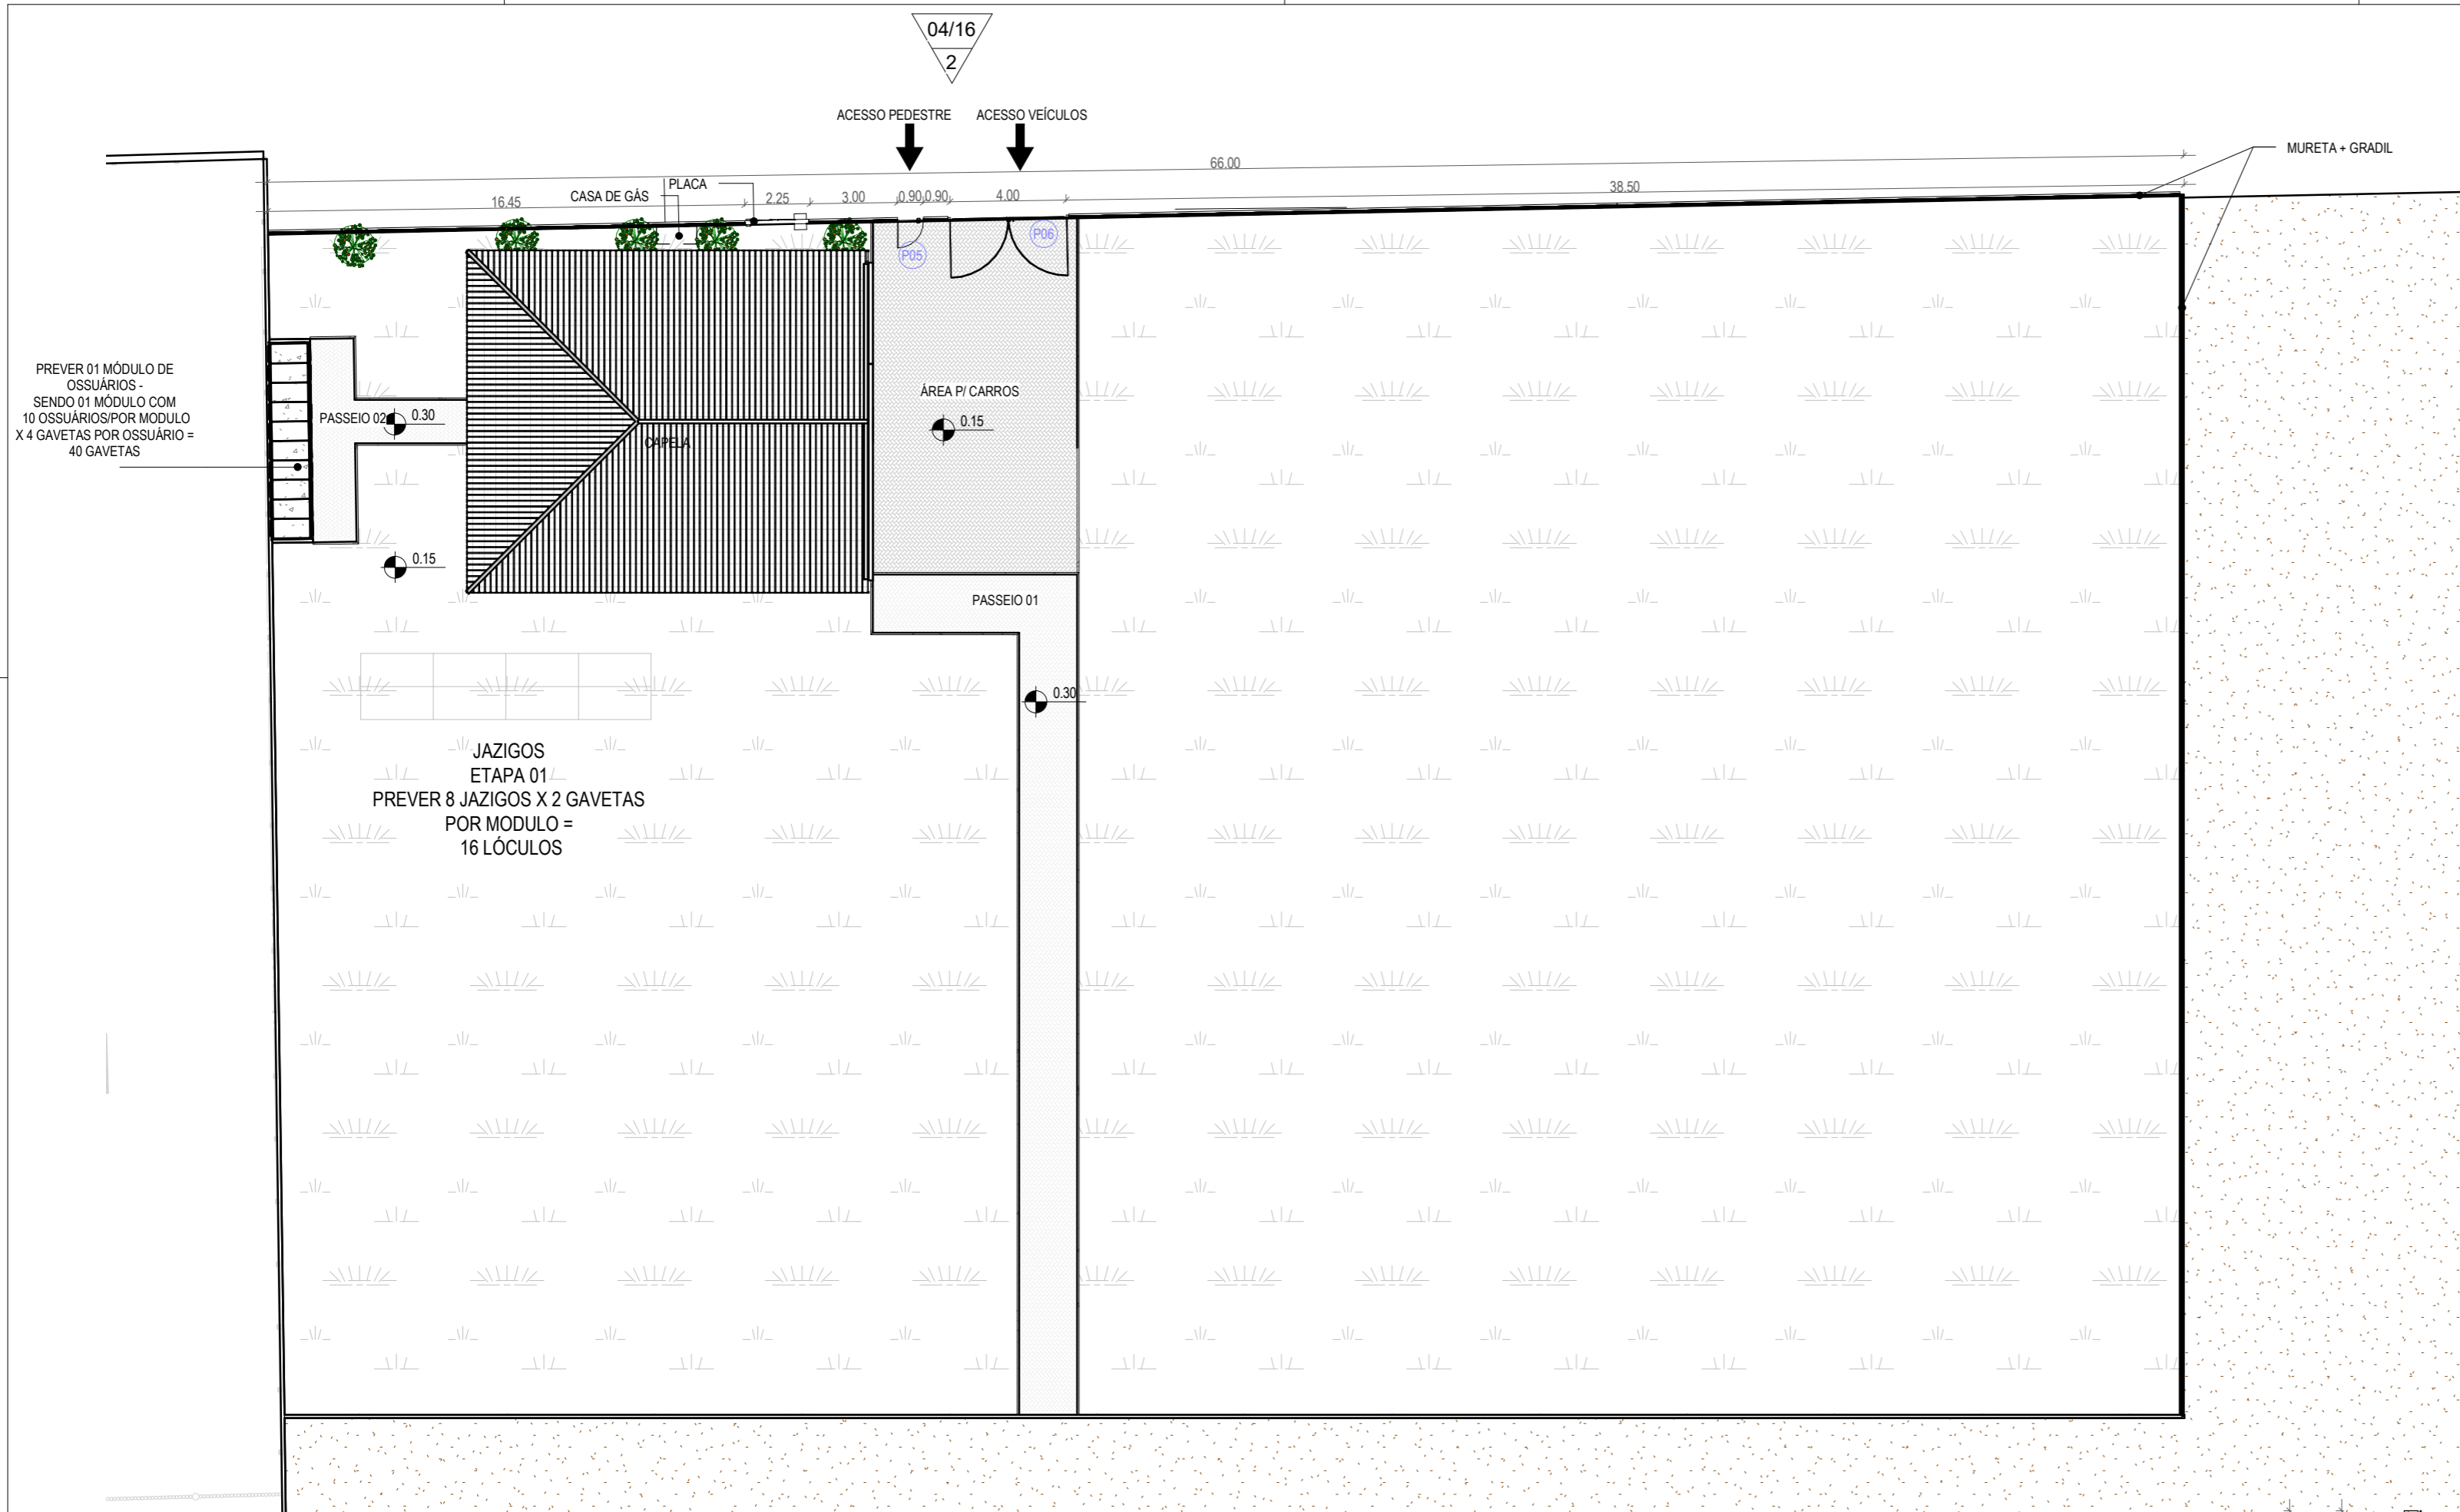 04/16
2
ACESSO PEDESTRE
ACESSO VEÍCULOS
66.00
MURETA + GRADIL
PLACA
CASA DE GÁS
16.45
2.25
3.00
0.90
0.90
4.00
38.50
P05
P06
PREVER 01 MÓDULO DE
OSSUÁRIOS -
SENDO 01 MÓDULO COM
10 OSSUÁRIOS/POR MODULO
X 4 GAVETAS POR OSSUÁRIO =
40 GAVETAS
PASSEIO 02
0.30
CAPELA
ÁREA P/ CARROS
0.15
0.15
PASSEIO 01
0.30
JAZIGOS
ETAPA 01
PREVER 8 JAZIGOS X 2 GAVETAS
POR MODULO =
16 LÓCULOS